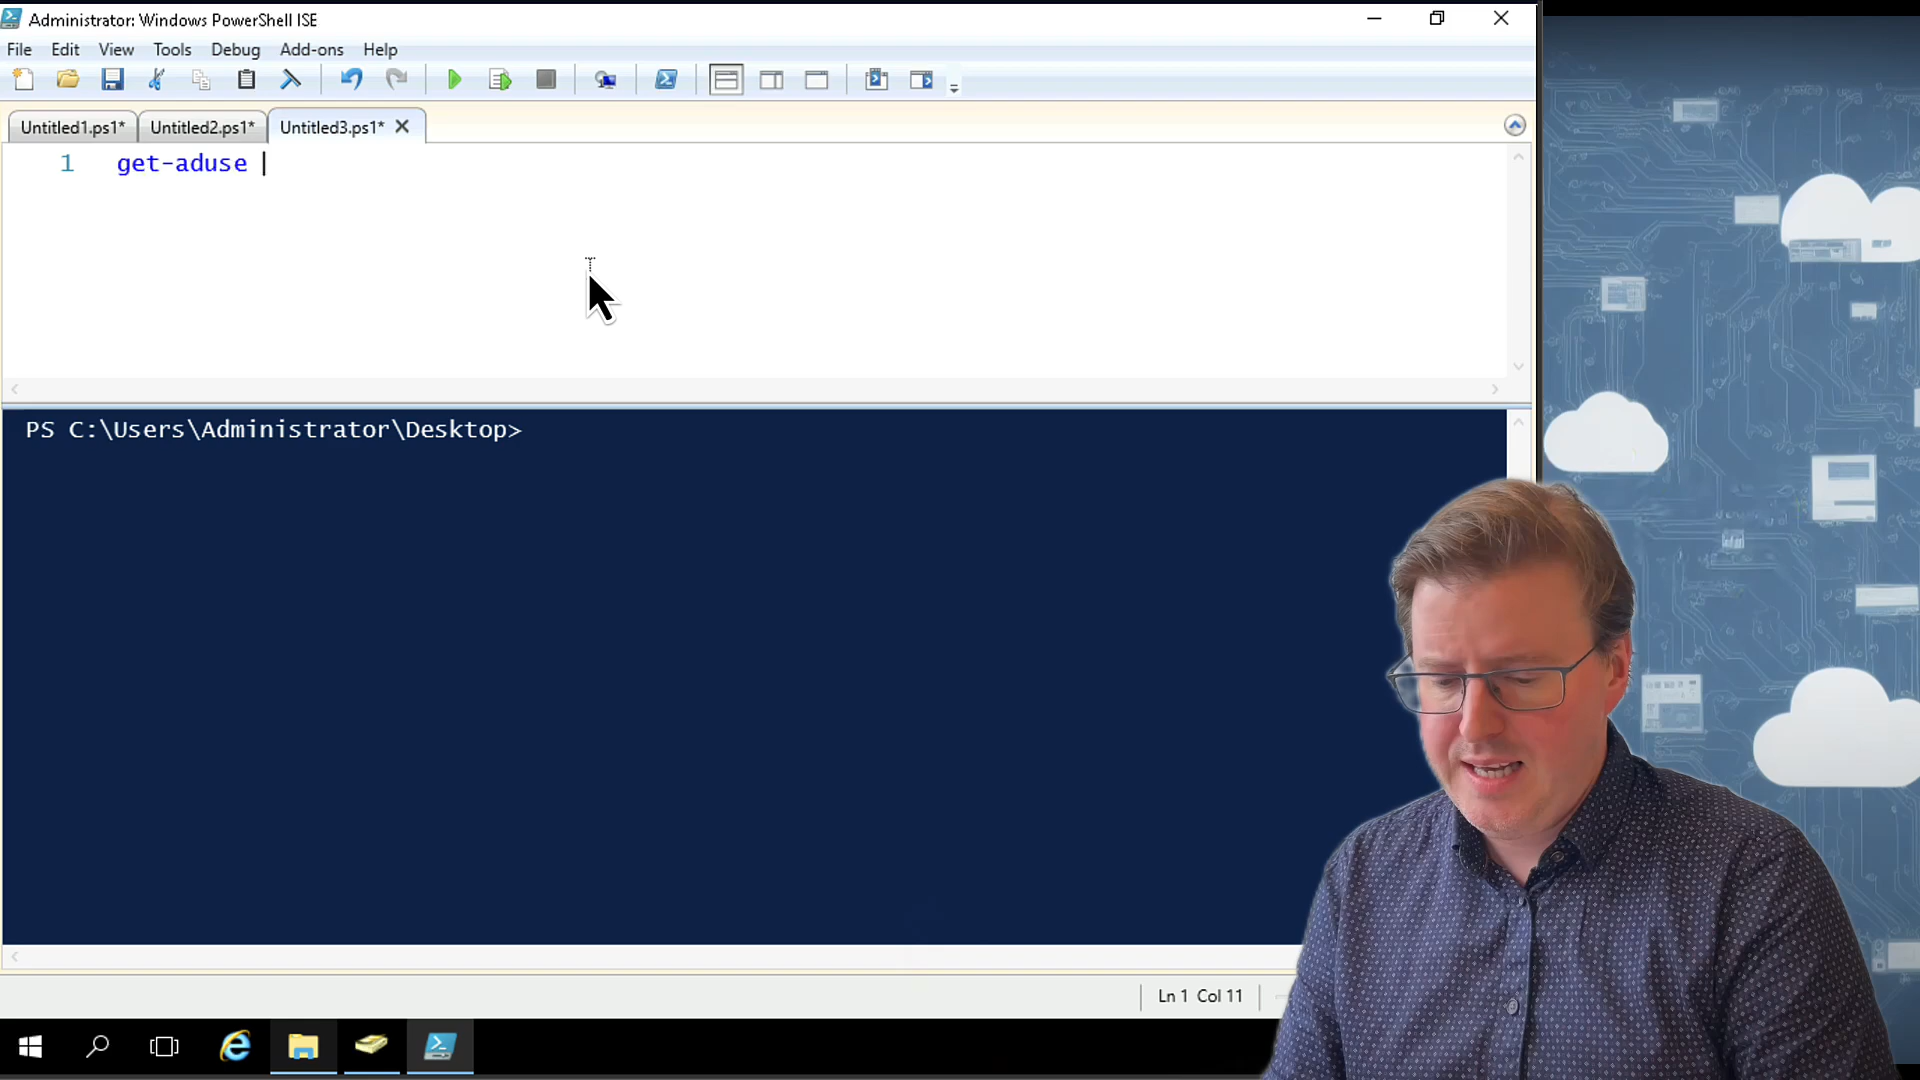 Administrator: Windows PowerShell ISE
File Edit View Tools Debug Add-ons Help
Untitled1.ps1* Untitled2.ps1* Untitled3.ps1*
1 get-aduse
PS C:\Users\Administrator\Desktop>
Ln 1 Col 11